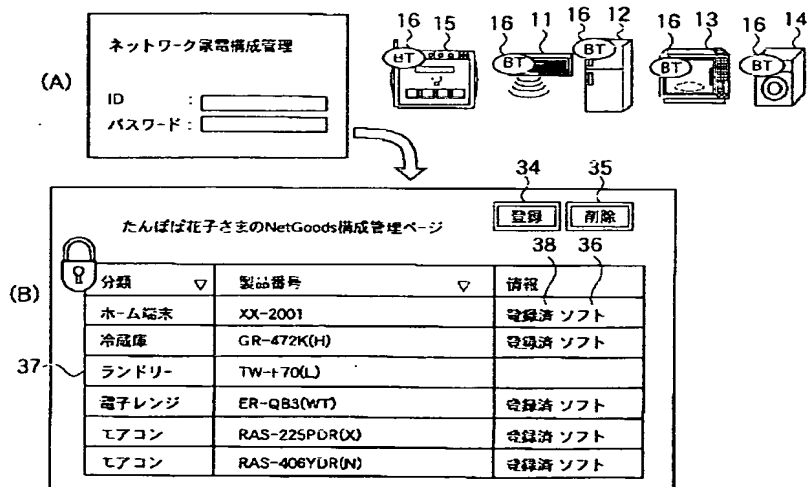 16 15 16 11 16 12 16 13 16 14
BT BT BT BT BT
(A)
ネットワーク家電構成管理
ID :
パスワード :
34 35
たんぽぽ花子さまのNetGoods構成管理ページ 登録 削除
38 36
(B)
分類 ▽ 製品番号 ▽ 情報
ホーム端末 XX-2001 登録済 ソフト
冷蔵庫 GR-472K(H) 登録済 ソフト
37
ランドリー TW-F70(L)
電子レンジ ER-QB3(WT) 登録済 ソフト
エアコン RAS-225PDR(X) 登録済 ソフト
エアコン RAS-406YDR(N) 登録済 ソフト